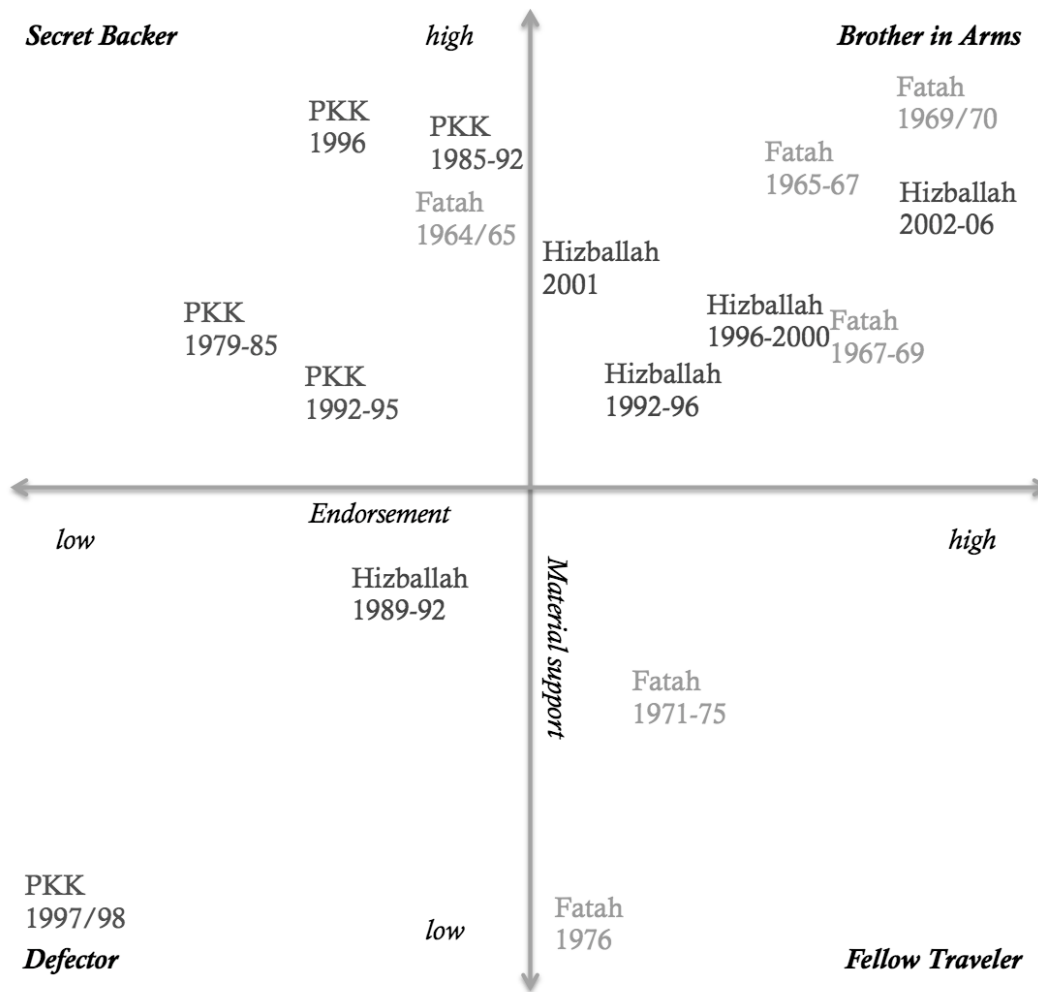 Secret Backer
high
Brother in Arms
PKK
1996
PKK
1985-92
Fatah
1969/70
Fatah
1965-67
Fatah
1964/65
Hizballah
2002-06
Hizballah
2001
PKK
1979-85
Hizballah
1996-2000
Fatah
1967-69
PKK
1992-95
Hizballah
1992-96
Endorsement
low
high
Hizballah
1989-92
Material support
Fatah
1971-75
PKK
1997/98
low
Fatah
1976
Defector
Fellow Traveler